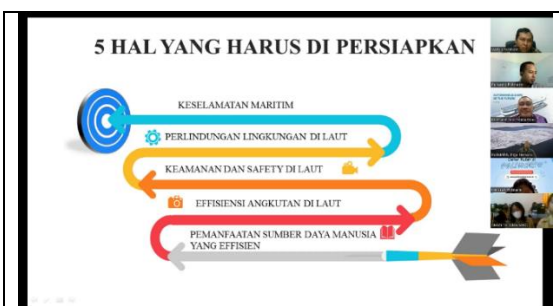 5 HAL YANG HARUS DI PERSIAPKAN
KESELAMATAN MARITIM
PERLINDUNGAN LINGKUNGAN DI LAUT
KEAMANAN DAN SAFETY DI LAUT
EFFISIENSI ANGKUTAN DI LAUT
PEMANFAATAN SUMBER DAYA MANUSIA
YANG EFFISIEN